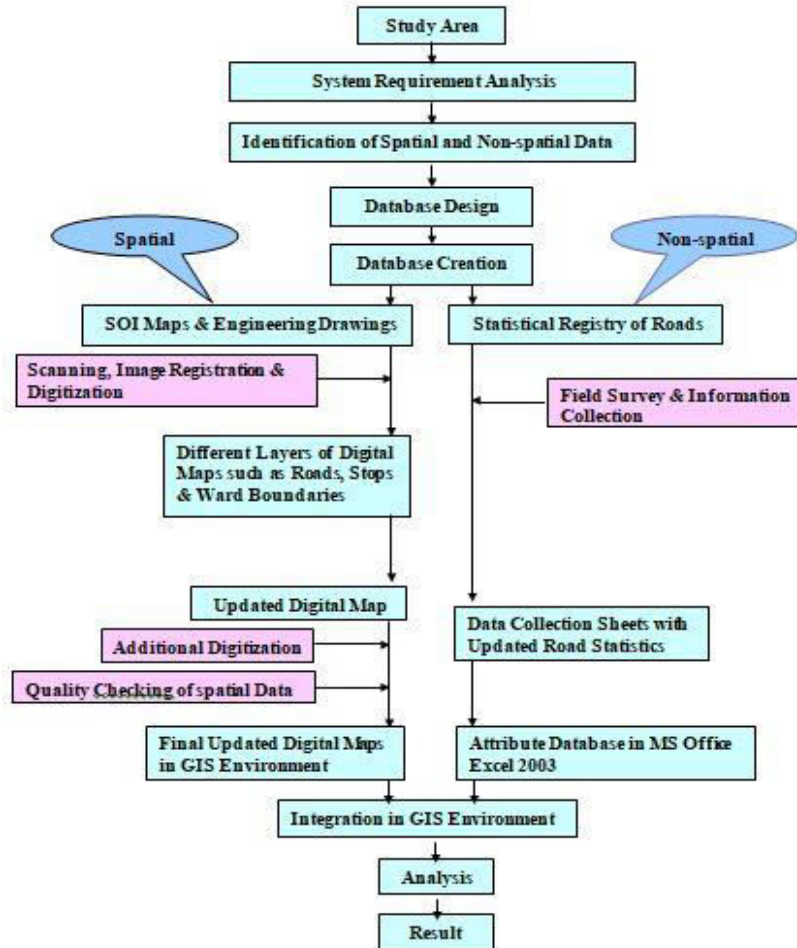 Study Area
System Requirement Analysis
Identification of Spatial and Non-spatial Data
Database Design
Spatial
Non-spatial
Database Creation
SOI Maps & Engineering Drawings
Statistical Registry of Roads
Scanning, Image Registration &
Digitization
Field Survey & Information
Collection
Different Layers of Digital
Maps such as Roads, Stops
& Ward Boundaries
Updated Digital Map
Data Collection Sheets with
Updated Road Statistics
Additional Digitization
Quality Checking of spatial Data
Final Updated Digital Maps
in GIS Environment
Attribute Database in MS Office
Excel 2003
Integration in GIS Environment
Analysis
Result